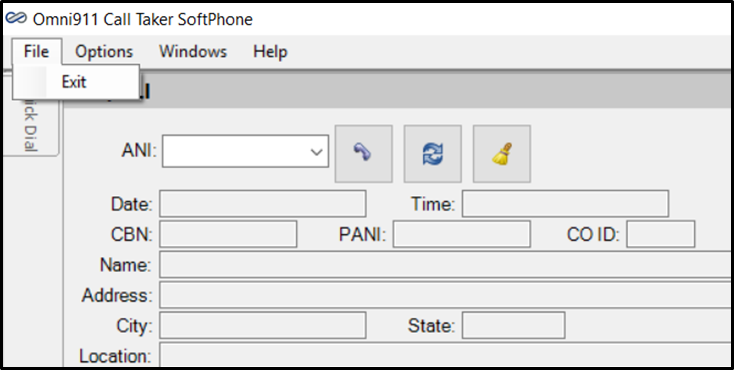 Omni911 Call Taker SoftPhone
File Options Windows Help
Exit
ANI:
Date: Time:
CBN: PANI: CO ID:
Name:
Address:
City: State:
Location:
Dial